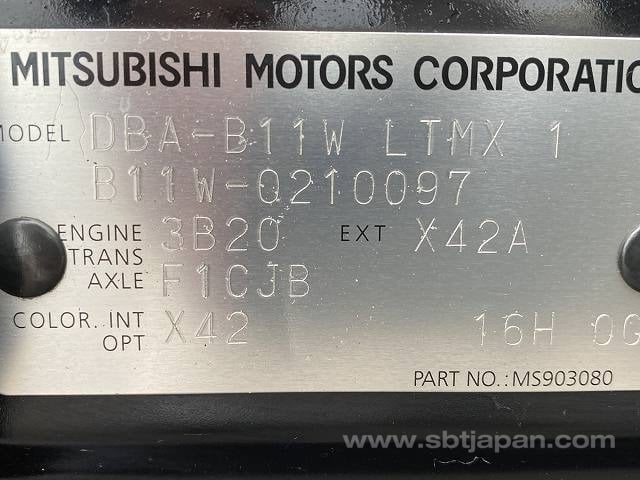 MITSUBISHI MOTORS CORPORATIO
MODEL DBA-B11W LTMX 1
B11W-0210097
ENGINE 3B20 EXT X42A
TRANS
AXLE F1CJB
COLOR. INT X42 16H 0G
OPT
PART NO.:MS903080
www.sbtjapan.com